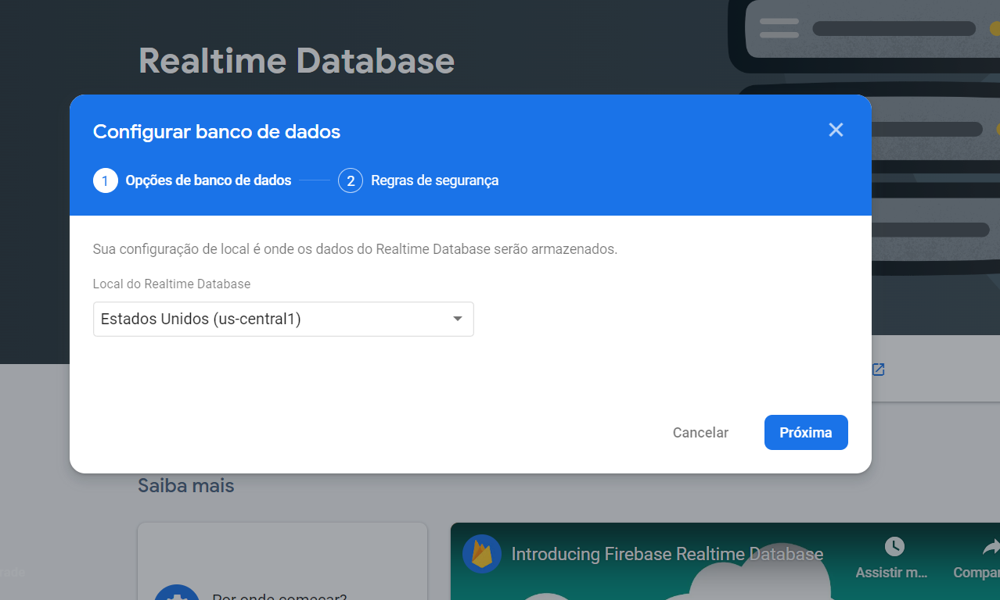 Realtime Database
Configurar banco de dados
1 Opções de banco de dados 2 Regras de segurança
Sua configuração de local é onde os dados do Realtime Database serão armazenados.
Local do Realtime Database
Estados Unidos (us-central1)
Cancelar Próxima
Saiba mais
Introducing Firebase Realtime Database
Assistir m... Compar
Por onde começar?